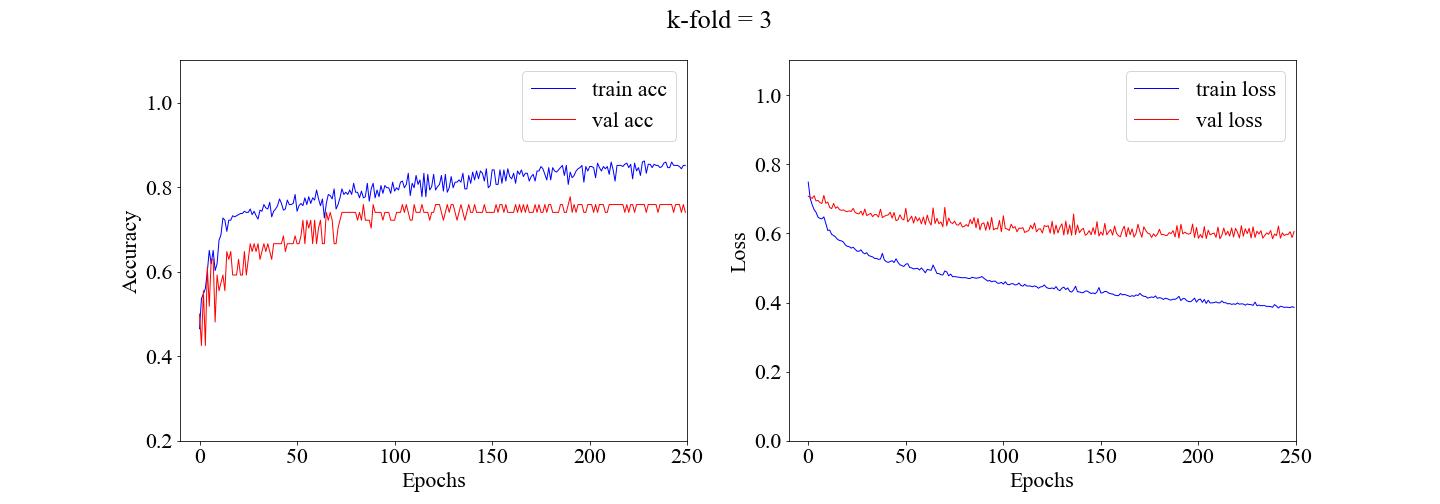 k-fold = 3
1.0
0.8
0.6
0.4
0.2
Accuracy
train acc
val acc
0 50 100 150 200 250
Epochs
1.0
0.8
0.6
0.4
0.2
0.0
Loss
train loss
val loss
0 50 100 150 200 250
Epochs